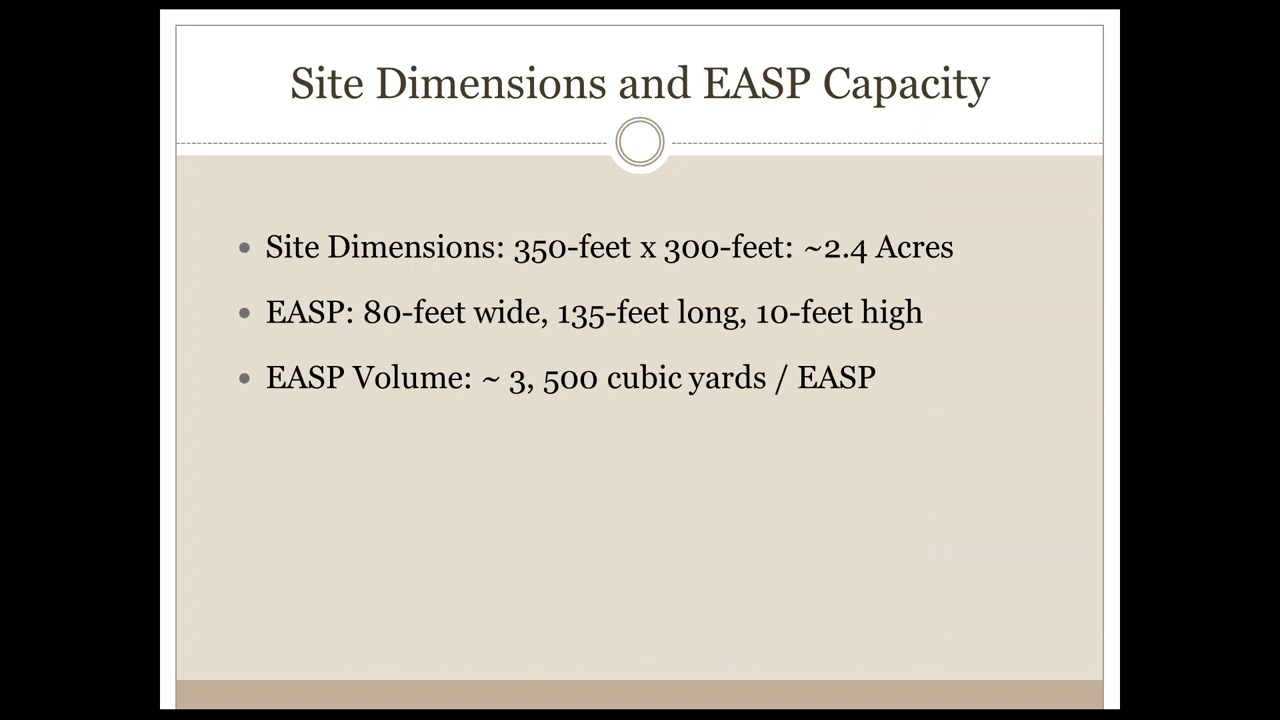 Site Dimensions and EASP Capacity
• Site Dimensions: 350-feet x 300-feet: ~2.4 Acres
• EASP: 80-feet wide, 135-feet long, 10-feet high
• EASP Volume: ~ 3, 500 cubic yards / EASP